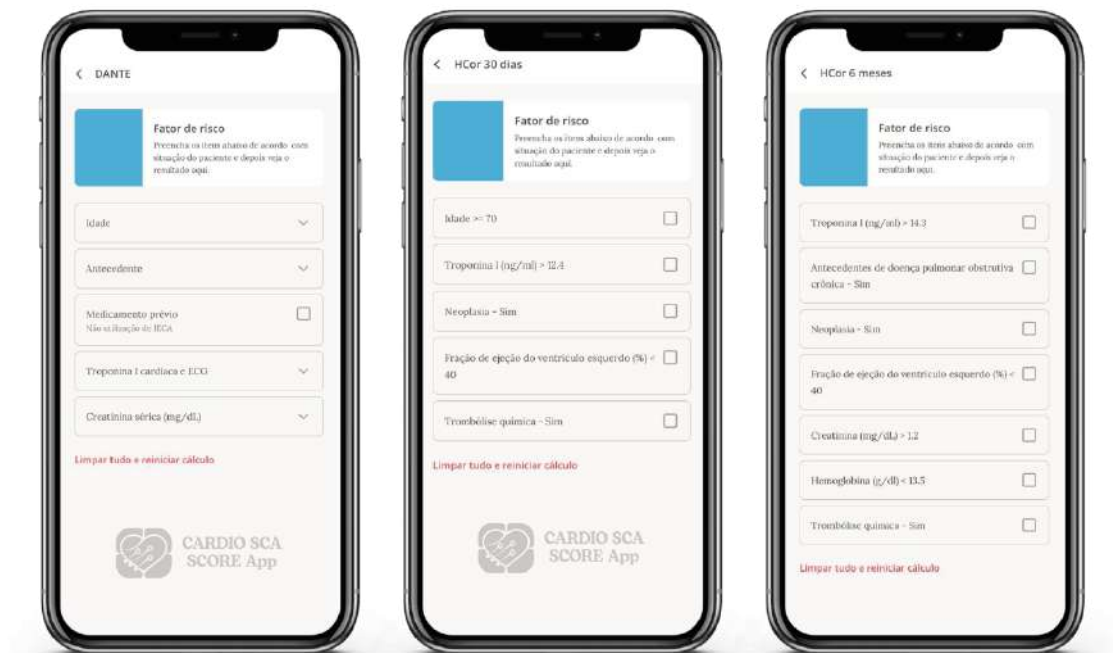 DANTE
Fator de risco
Preencha os itens abaixo de acordo com
situação do paciente e depois veja o
resultado aqui.
Idade
Antecedente
Medicamento prévio
Não utilização de IECA
Troponina I cardíaca e ECG
Creatinina sérica (mg/dL)
Limpar tudo e reiniciar cálculo
CARDIO SCA
SCORE App
HCor 30 dias
Fator de risco
Preencha os itens abaixo de acordo com
situação do paciente e depois veja o
resultado aqui.
Idade >= 70
Troponina I (ng/ml) > 12.4
Neoplasia - Sim
Fração de ejeção do ventrículo esquerdo (%) <
40
Trombólise química - Sim
Limpar tudo e reiniciar cálculo
CARDIO SCA
SCORE App
HCor 6 meses
Fator de risco
Preencha os itens abaixo de acordo com
situação do paciente e depois veja o
resultado aqui.
Troponina I (ng/ml) > 14.3
Antecedentes de doença pulmonar obstrutiva
crônica - Sim
Neoplasia - Sim
Fração de ejeção do ventrículo esquerdo (%) <
40
Creatinina (mg/dL) > 1.2
Hemoglobina (g/dl) < 13.5
Trombólise química - Sim
Limpar tudo e reiniciar cálculo